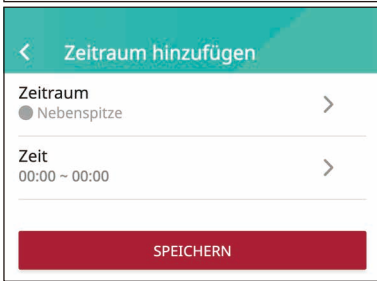 Zeitraum hinzufügen
Zeitraum
Nebenspitze
Zeit
00:00 ~ 00:00
SPEICHERN